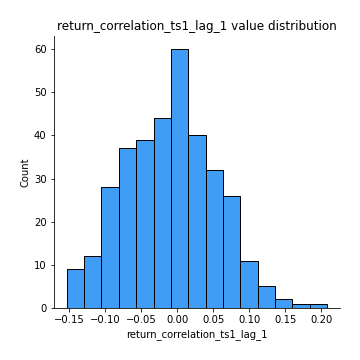 return_correlation_ts1_lag_1 value distribution
60
50
40
30
20
10
0
Count
−0.15 −0.10 −0.05 0.00 0.05 0.10 0.15 0.20
return_correlation_ts1_lag_1